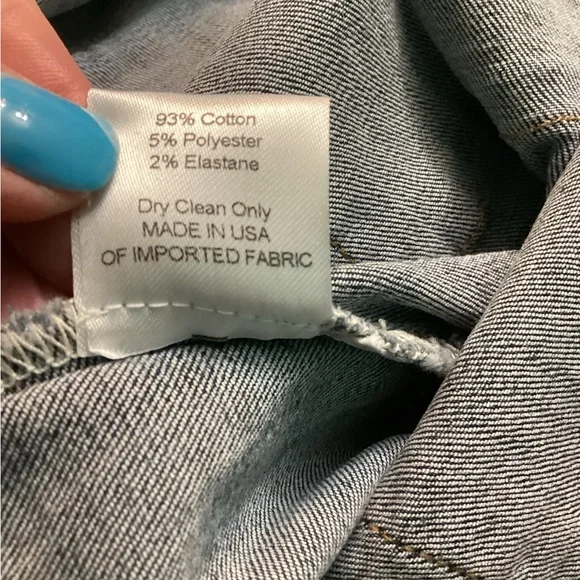 93% Cotton
5% Polyester
2% Elastane
Dry Clean Only
MADE IN USA
OF IMPORTED FABRIC